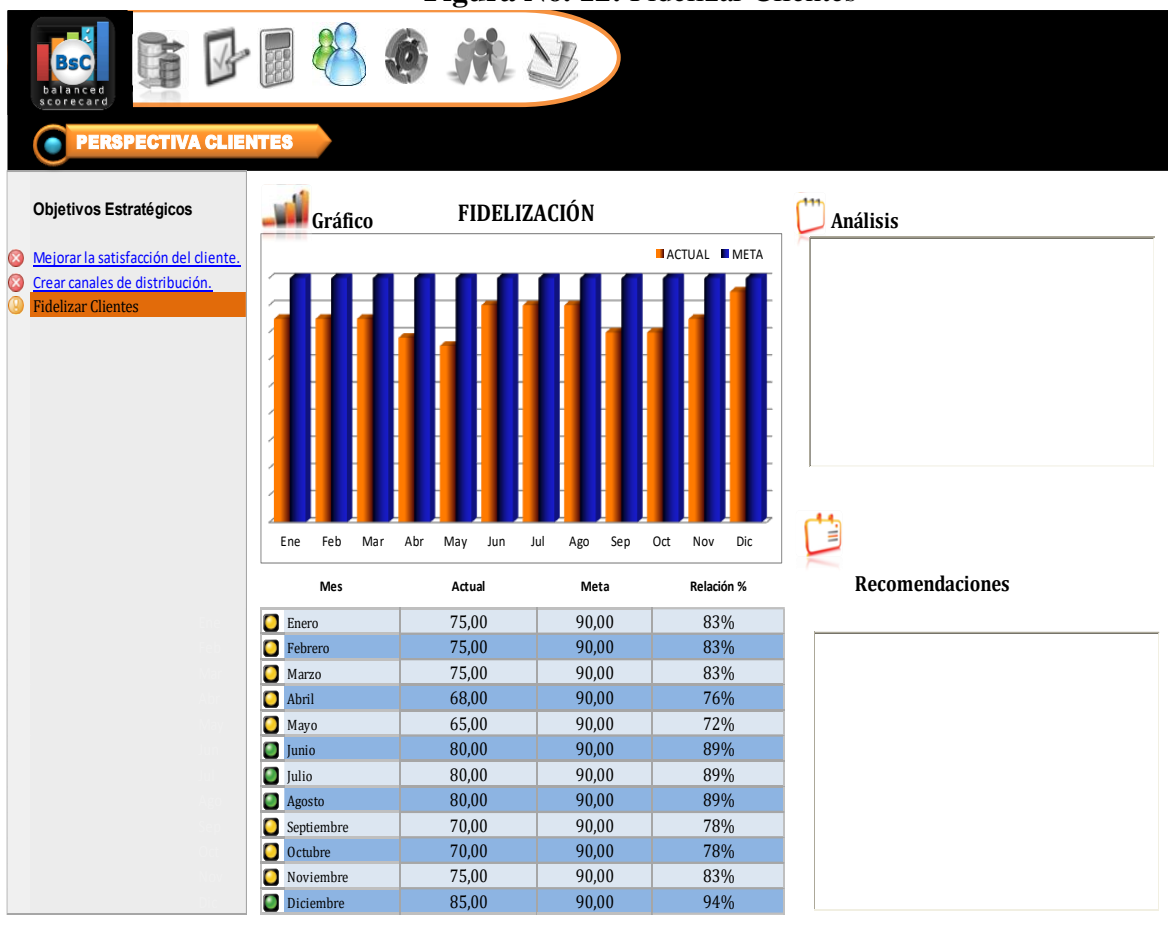 Figura No. 22: Fidelizar Clientes
BSC
balanced
scorecard
PERSPECTIVA CLIENTES
Objetivos Estratégicos
Mejorar la satisfacción del cliente.
Crear canales de distribución.
Fidelizar Clientes
Gráfico
FIDELIZACIÓN
ACTUAL META
Ene Feb Mar Abr May Jun Jul Ago Sep Oct Nov Dic
Mes Actual Meta Relación %
Enero 75,00 90,00 83%
Febrero 75,00 90,00 83%
Marzo 75,00 90,00 83%
Abril 68,00 90,00 76%
Mayo 65,00 90,00 72%
Junio 80,00 90,00 89%
Julio 80,00 90,00 89%
Agosto 80,00 90,00 89%
Septiembre 70,00 90,00 78%
Octubre 70,00 90,00 78%
Noviembre 75,00 90,00 83%
Diciembre 85,00 90,00 94%
Análisis
Recomendaciones